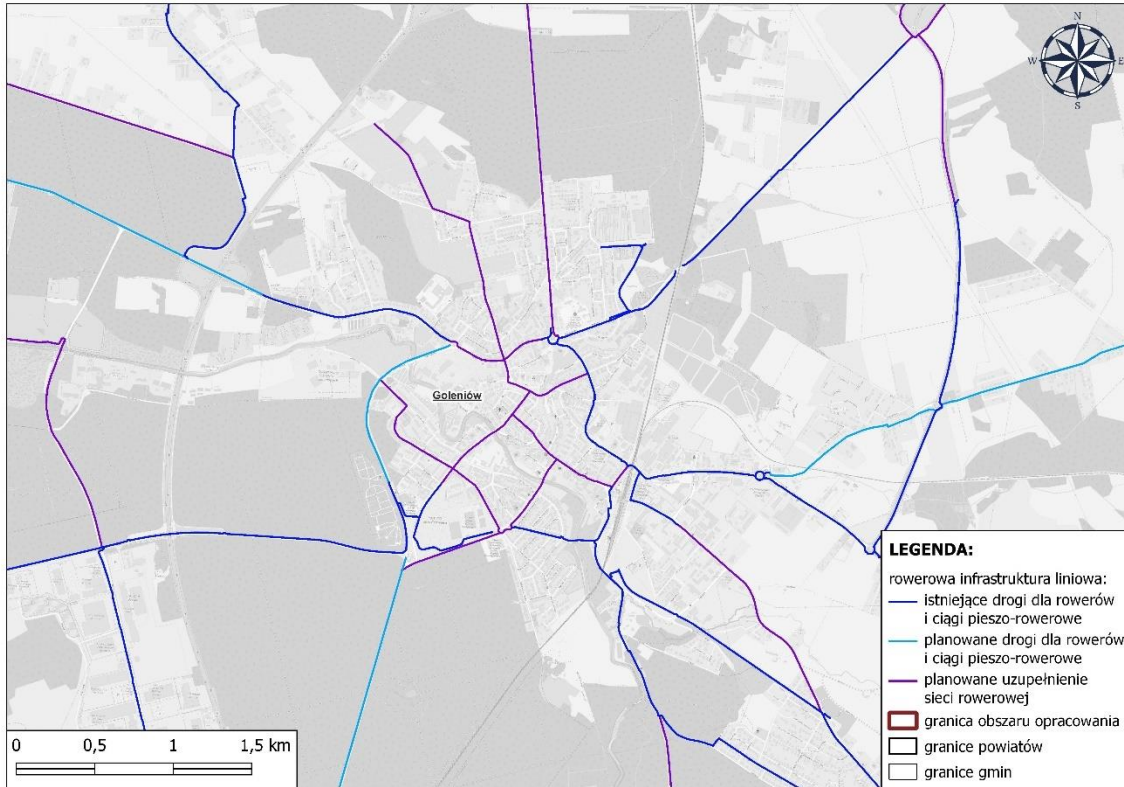 N
W
E
S
Goleniów
LEGENDA:
rowerowa infrastruktura liniowa:
istniejące drogi dla rowerów
i ciągi pieszo-rowerowe
planowane drogi dla rowerów
i ciągi pieszo-rowerowe
planowane uzupełnienie
sieci rowerowej
granica obszaru opracowania
granice powiatów
granice gmin
0 0,5 1 1,5 km